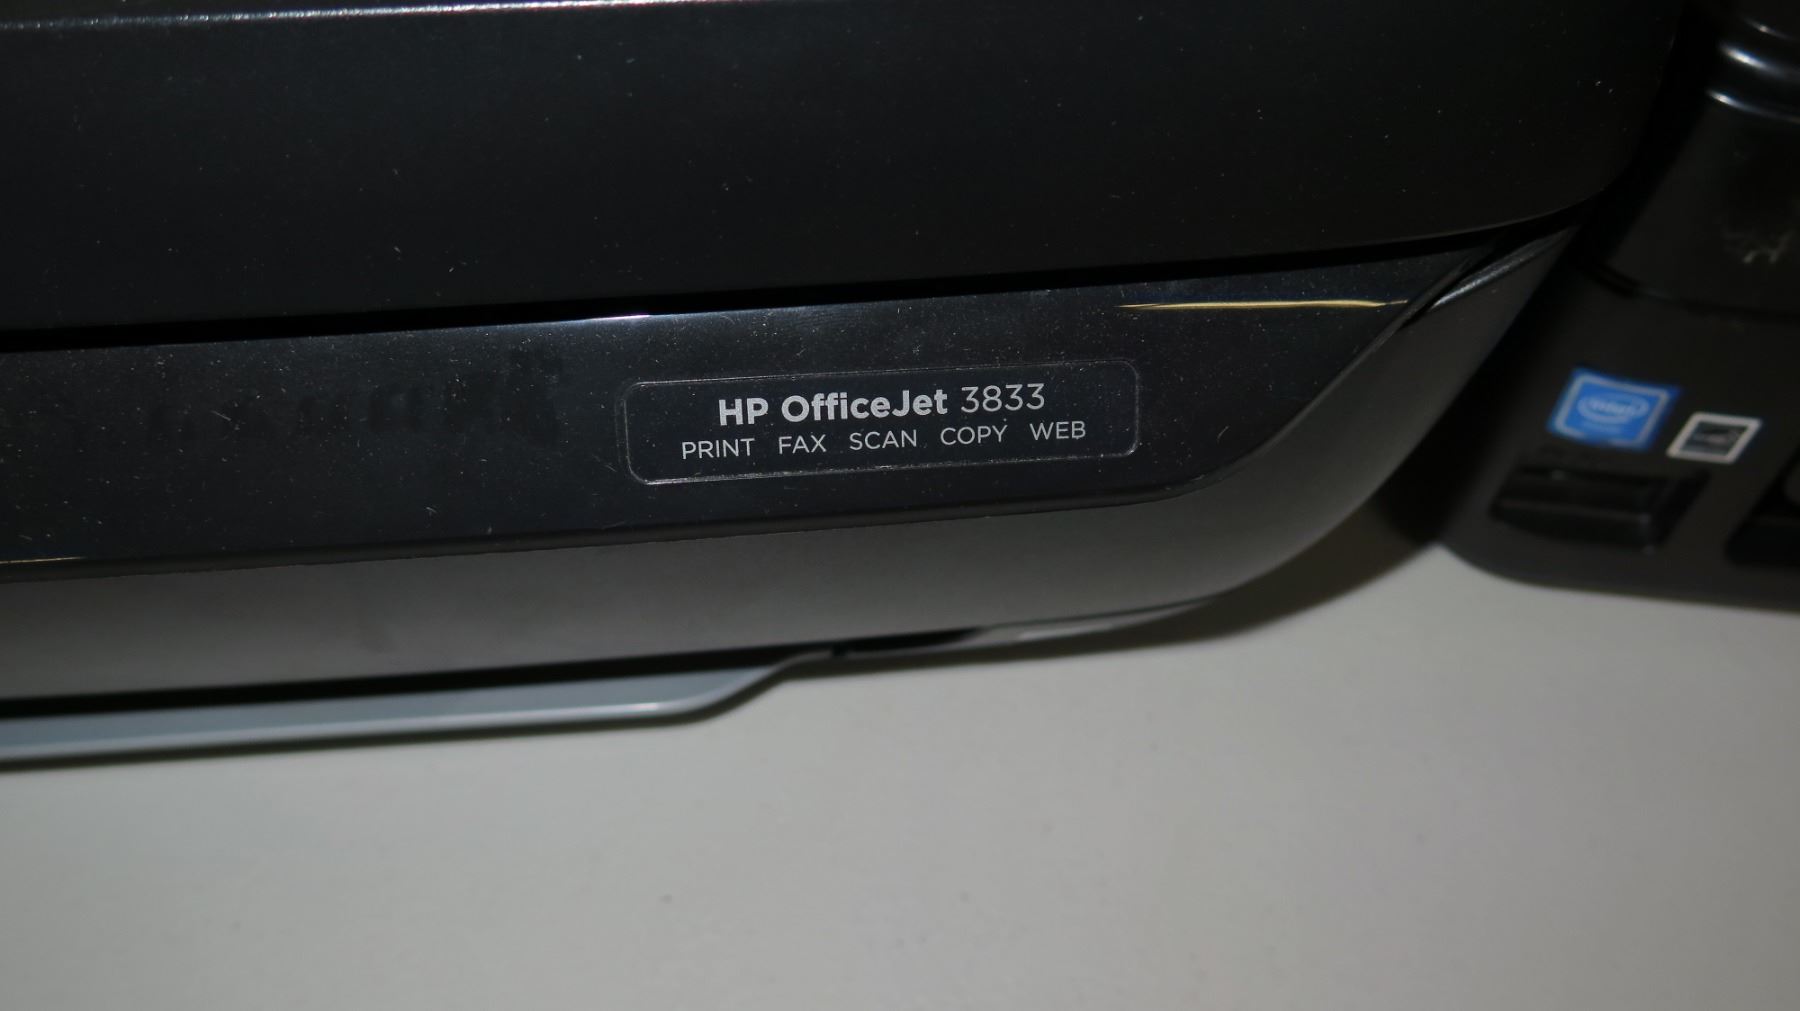 HP OfficeJet 3833
PRINT FAX SCAN COPY WEB